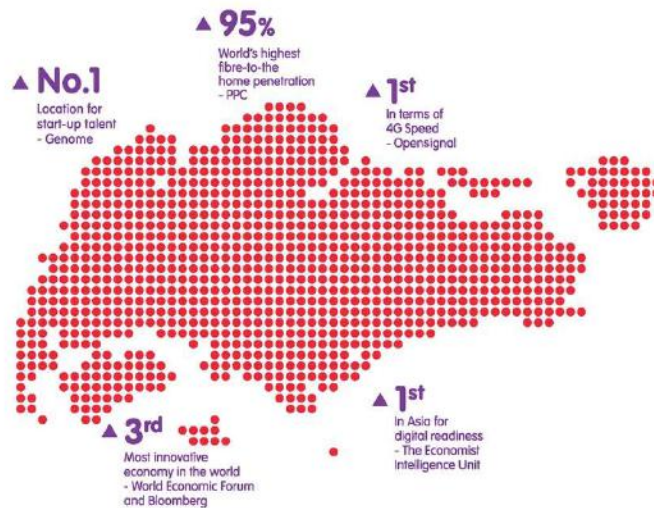 ▲ 95%
World's highest
fibre-to-the
home penetration
- PPC
▲ No.1
Location for
start-up talent
- Genome
▲ 1st
In terms of
4G Speed
- Opensignal
▲ 1st
In Asia for
digital readiness
- The Economist
Intelligence Unit
▲ 3rd
Most innovative
economy in the world
- World Economic Forum
and Bloomberg